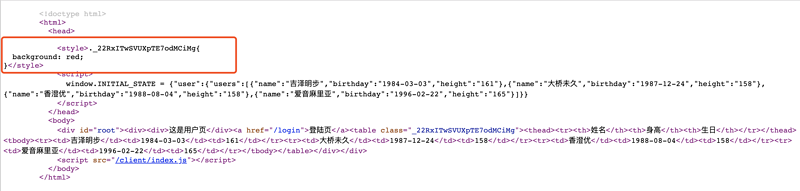 <!doctype html>
<html>
<head>
<style>._22RxITwSVUXpTE7odMCiMg{
background: red;
}</style>
<script>
window.INITIAL_STATE = {"user":{"users":[{"name":"吉泽明步","birthday":"1984-03-03","height":"161"},{"name":"大桥未久","birthday":"1987-12-24","height":"158"},
{"name":"香澄优","birthday":"1988-08-04","height":"158"},{"name":"爱音麻里亚","birthday":"1996-02-22","height":"165"}]}}
</script>
</head>
<body>
<div id="root"><div><div>这是用户页</div><a href="/login">登陆页</a><table class="_22RxITwSVUXpTE7odMCiMg"><thead><tr><th>姓名</th><th>身高</th><th>生日</th></tr></thead>
<tbody><tr><td>吉泽明步</td><td>1984-03-03</td><td>161</td></tr><tr><td>大桥未久</td><td>1987-12-24</td><td>158</td></tr><tr><td>香澄优</td><td>1988-08-04</td><td>158</td></tr><tr>
<td>爱音麻里亚</td><td>1996-02-22</td><td>165</td></tr></tbody></table></div></div>
<script src="/client/index.js"></script>
</body>
</html>